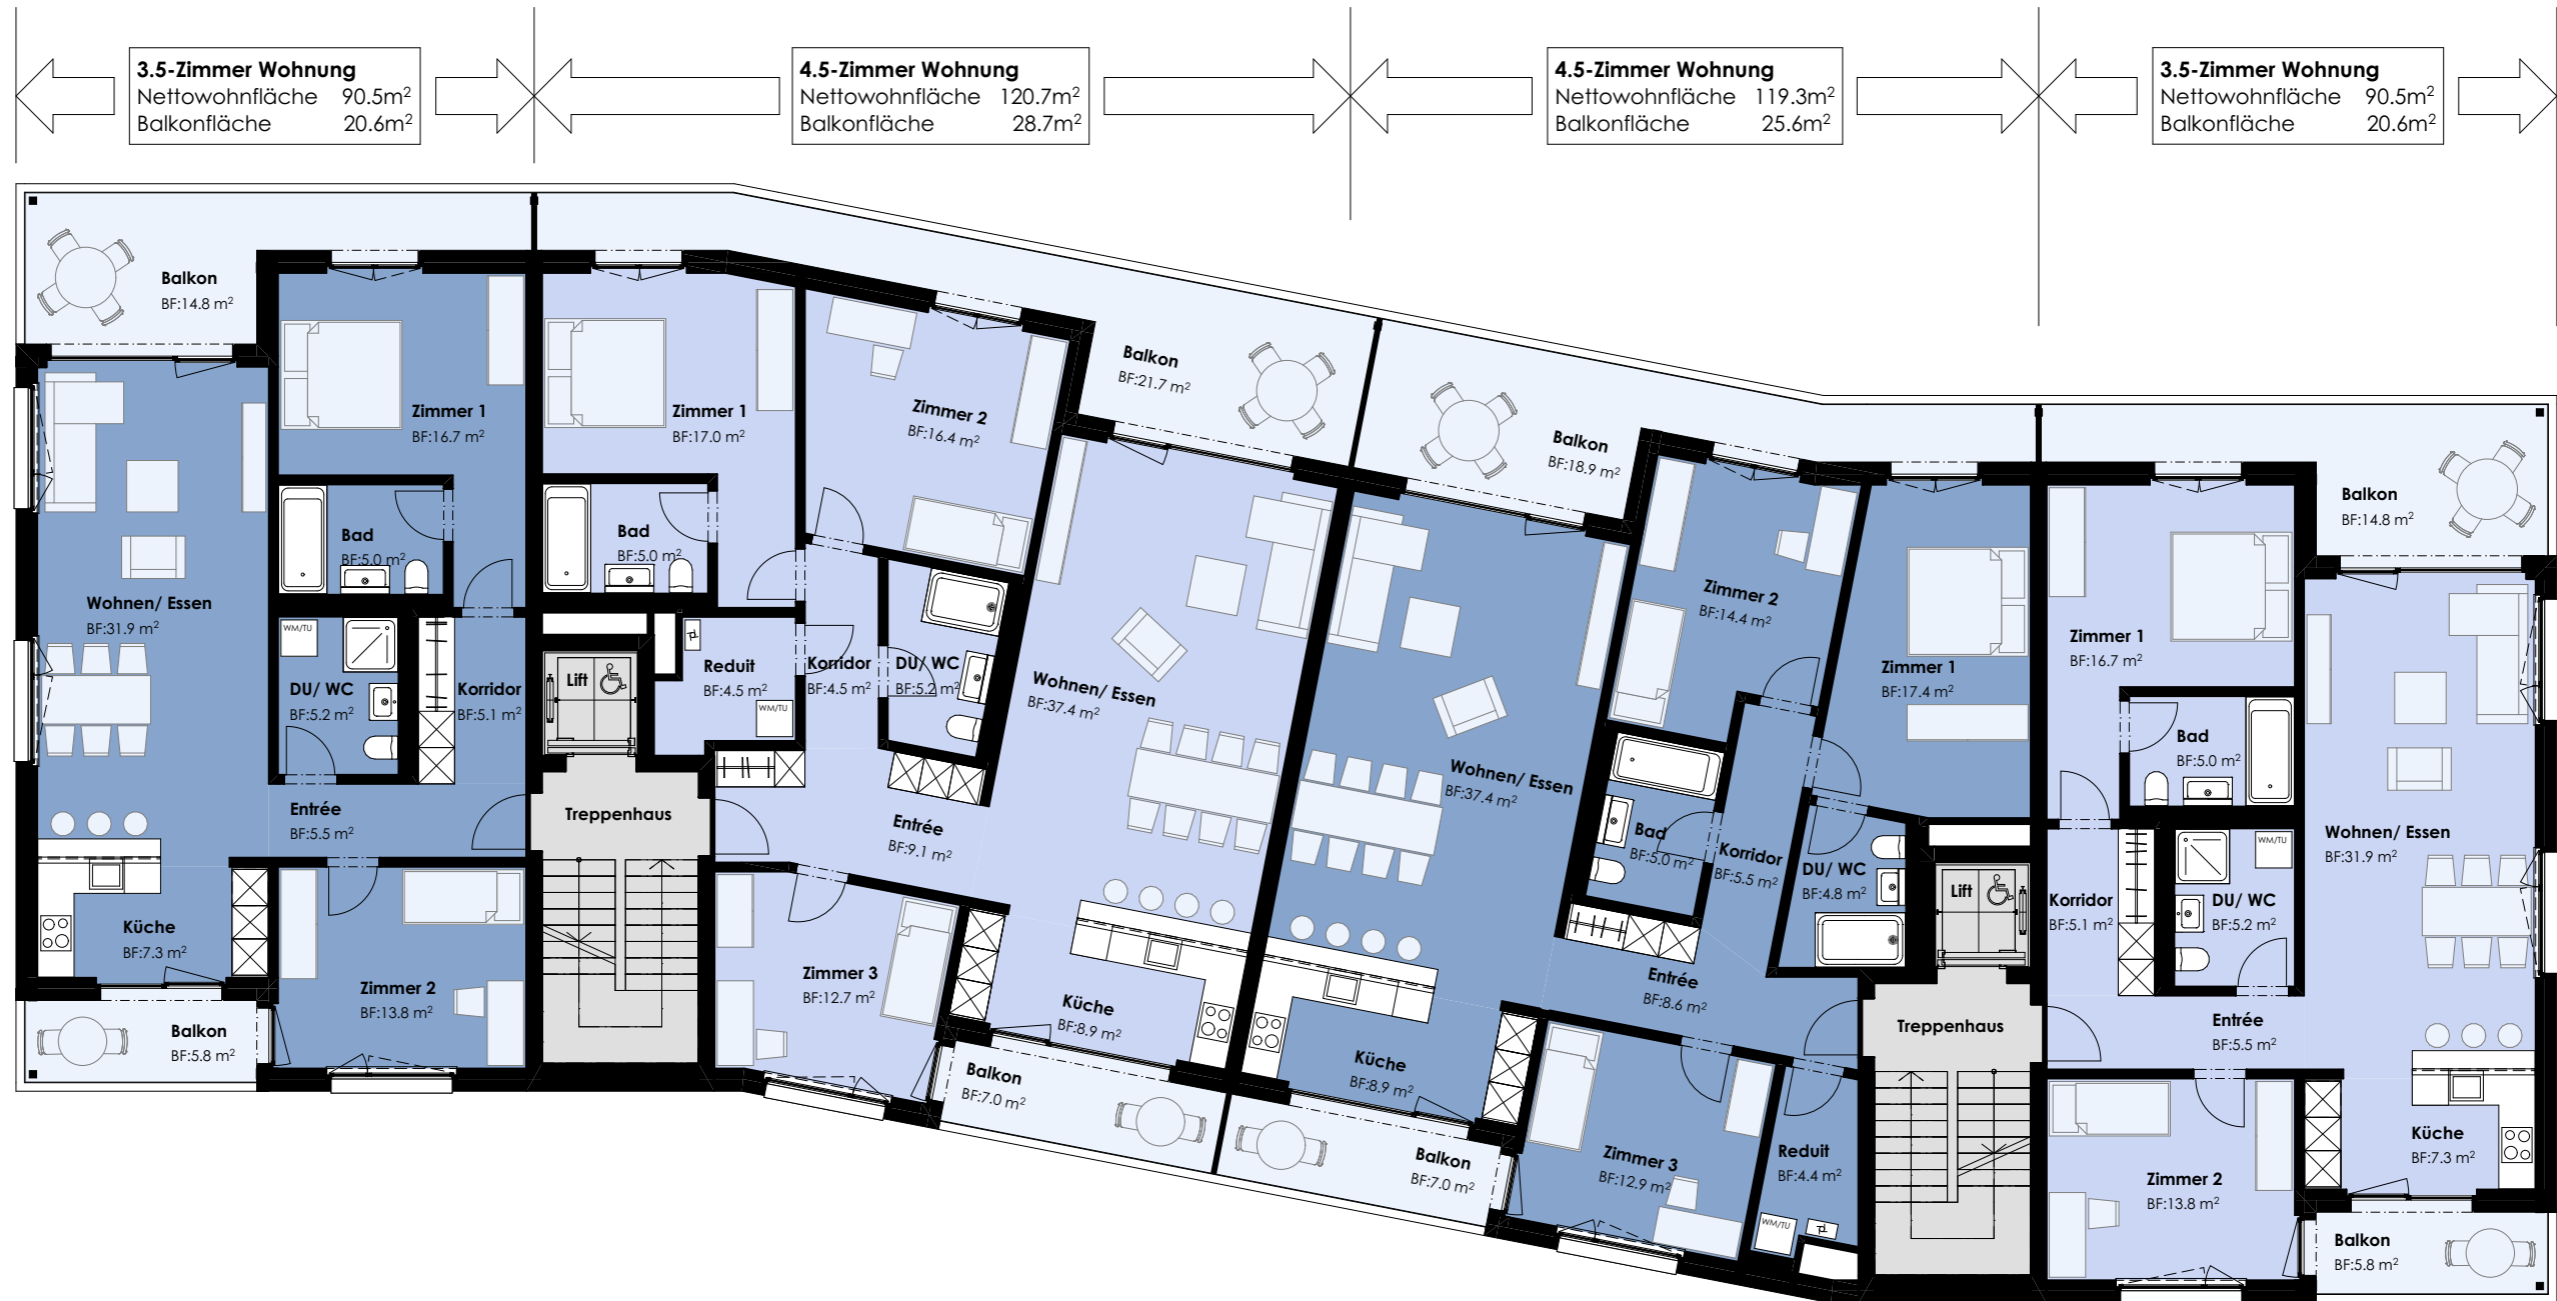 3.5-Zimmer Wohnung
Nettowohnfläche 90.5m²
Balkonfläche 20.6m²
4.5-Zimmer Wohnung
Nettowohnfläche 120.7m²
Balkonfläche 28.7m²
4.5-Zimmer Wohnung
Nettowohnfläche 119.3m²
Balkonfläche 25.6m²
3.5-Zimmer Wohnung
Nettowohnfläche 90.5m²
Balkonfläche 20.6m²
Balkon
BF:14.8 m²
Zimmer 1
BF:16.7 m²
Bad
BF:5.0 m²
Wohnen/ Essen
BF:31.9 m²
WM/TU
DU/ WC
BF:5.2 m²
Korridor
BF:5.1 m²
Entrée
BF:5.5 m²
Küche
BF:7.3 m²
Zimmer 2
BF:13.8 m²
Balkon
BF:5.8 m²
Lift
Treppenhaus
Zimmer 1
BF:17.0 m²
Zimmer 2
BF:16.4 m²
Balkon
BF:21.7 m²
Bad
BF:5.0 m²
Reduit
BF:4.5 m²
WM/TU
Korridor
BF:4.5 m²
DU/ WC
BF:5.2 m²
Wohnen/ Essen
BF:37.4 m²
Entrée
BF:9.1 m²
Zimmer 3
BF:12.7 m²
Küche
BF:8.9 m²
Balkon
BF:7.0 m²
Balkon
BF:18.9 m²
Zimmer 2
BF:14.4 m²
Zimmer 1
BF:17.4 m²
Wohnen/ Essen
BF:37.4 m²
Bad
BF:5.0 m²
Korridor
BF:5.5 m²
DU/ WC
BF:4.8 m²
Entrée
BF:8.6 m²
Küche
BF:8.9 m²
Balkon
BF:7.0 m²
Zimmer 3
BF:12.9 m²
Reduit
BF:4.4 m²
WM/TU
Lift
Treppenhaus
Balkon
BF:14.8 m²
Zimmer 1
BF:16.7 m²
Bad
BF:5.0 m²
Wohnen/ Essen
BF:31.9 m²
WM/TU
Korridor
BF:5.1 m²
DU/ WC
BF:5.2 m²
Entrée
BF:5.5 m²
Küche
BF:7.3 m²
Zimmer 2
BF:13.8 m²
Balkon
BF:5.8 m²